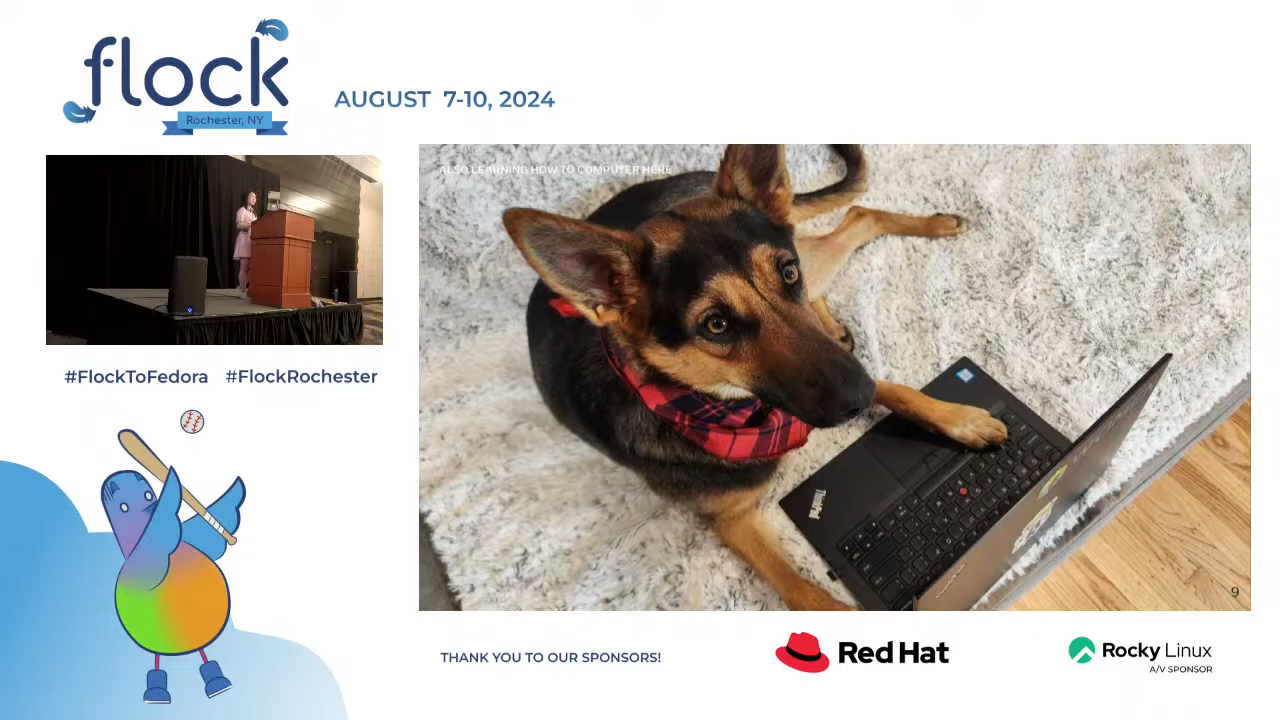 flock
Rochester, NY
AUGUST 7-10, 2024
ALSO LEARNING HOW TO COMPUTER HERE
ThinkPad
9
#FlockToFedora #FlockRochester
THANK YOU TO OUR SPONSORS!
Red Hat
Rocky Linux
A/V SPONSOR